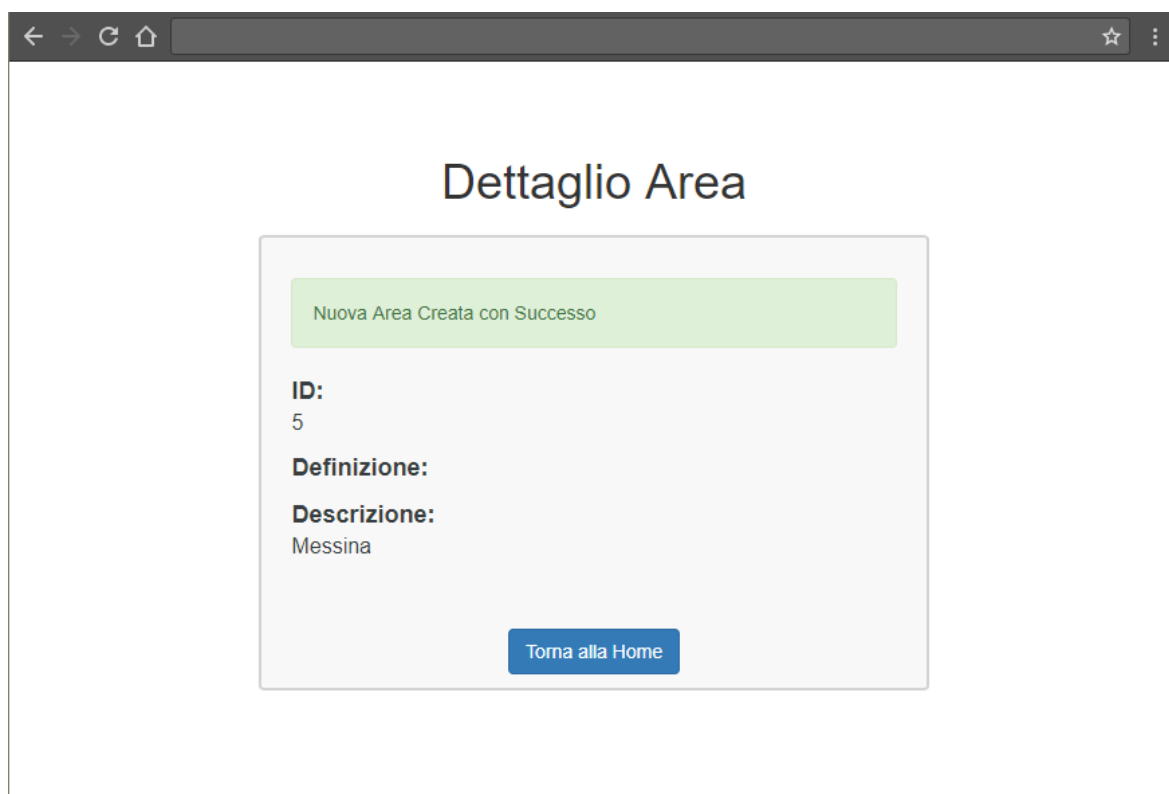 Dettaglio Area
Nuova Area Creata con Successo
ID:
5
Definizione:
Descrizione:
Messina
Torna alla Home